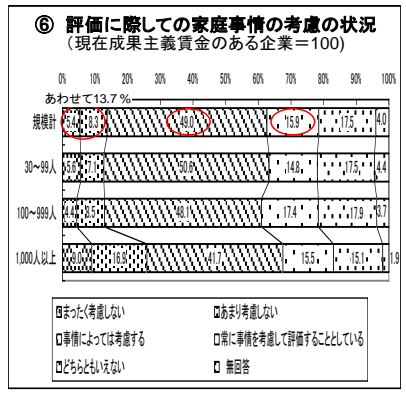 ⑥ 評価に際しての家庭事情の考慮の状況
（現在成果主義賃金のある企業＝100)
0% 10% 20% 30% 40% 50% 60% 70% 80% 90% 100%
あわせて13.7％
規模計 5.4 8.3 49.0 15.9 17.5 4.0
30～99人 5.6 7.1 50.6 14.8 17.5 4.4
100～999人 4.4 8.5 48.1 17.4 17.9 3.7
1,000人以上 9.0 16.9 41.7 15.5 15.1 1.9
まったく考慮しない あまり考慮しない
事情によっては考慮する 常に事情を考慮して評価することとしている
どちらともいえない 無回答